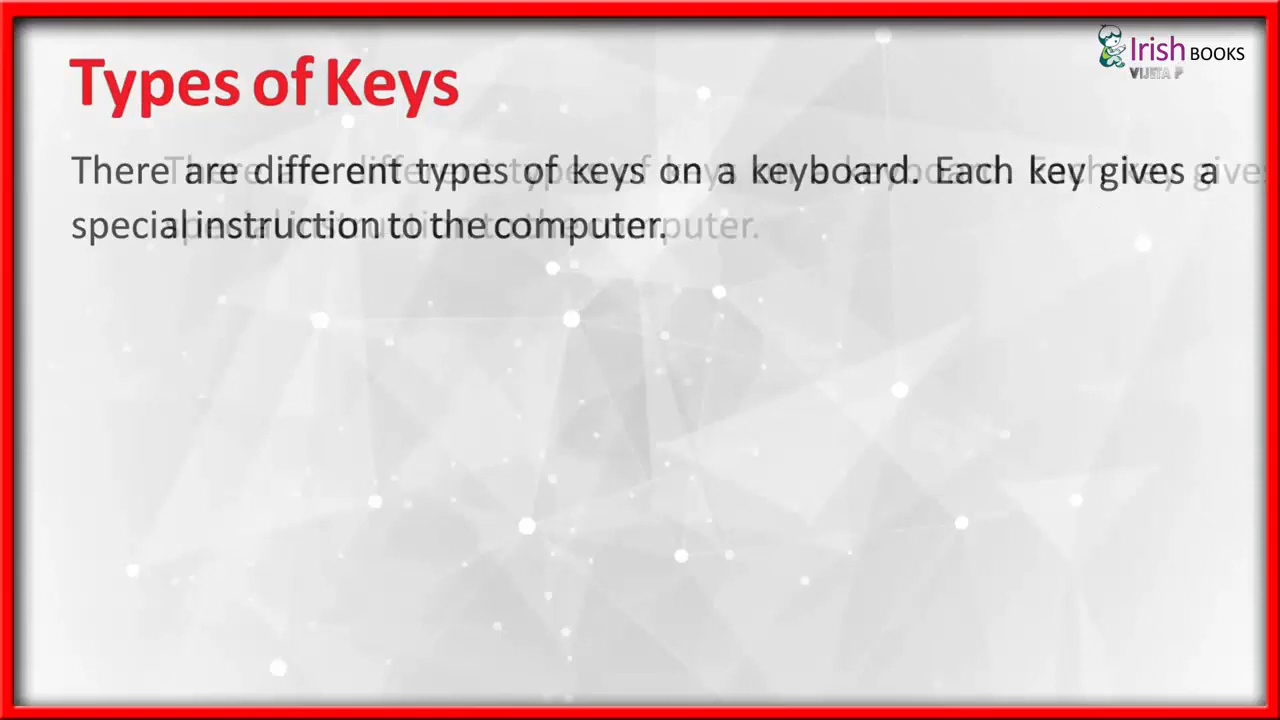 Irish BOOKS
Types of Keys
There are different types of keys on a keyboard. Each key gives a
special instruction to the computer.